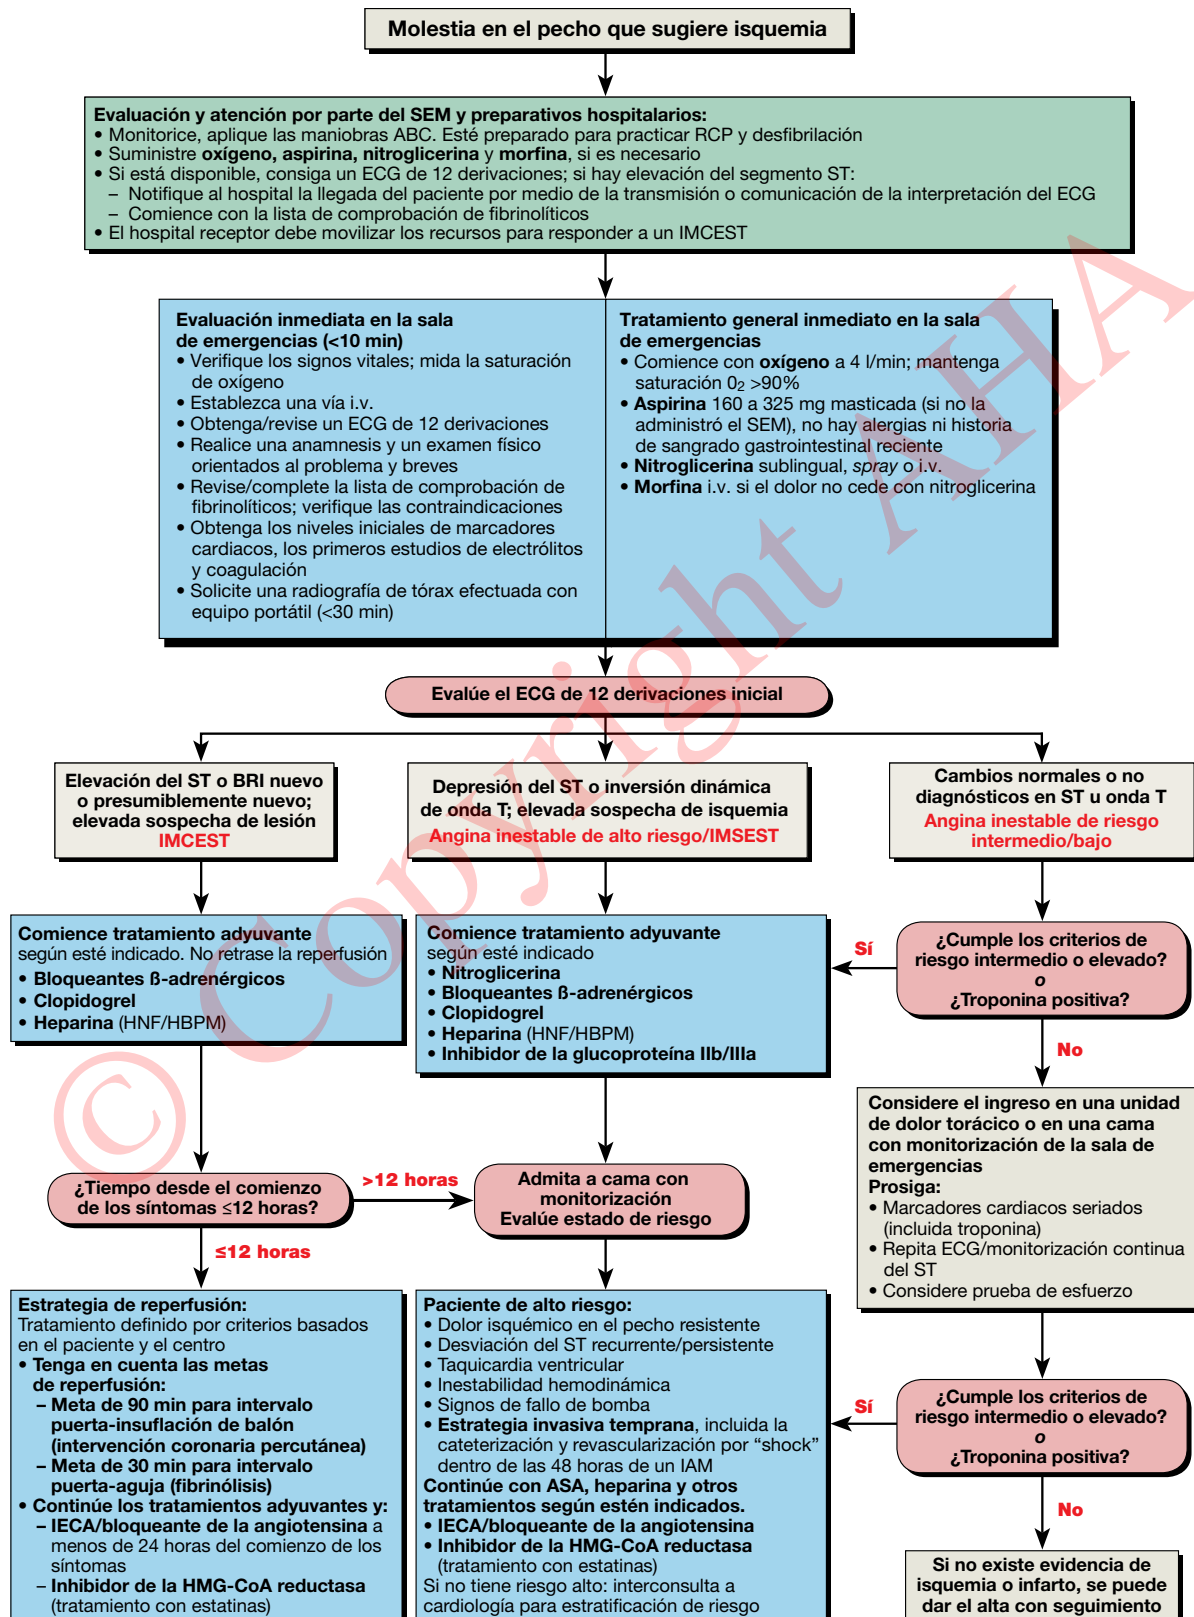 Molestia en el pecho que sugiere isquemia
Evaluación y atención por parte del SEM y preparativos hospitalarios:
• Monitorice, aplique las maniobras ABC. Esté preparado para practicar RCP y desfibrilación
• Suministre oxígeno, aspirina, nitroglicerina y morfina, si es necesario
• Si está disponible, consiga un ECG de 12 derivaciones; si hay elevación del segmento ST:
– Notifique al hospital la llegada del paciente por medio de la transmisión o comunicación de la interpretación del ECG
– Comience con la lista de comprobación de fibrinolíticos
• El hospital receptor debe movilizar los recursos para responder a un IMCEST
Evaluación inmediata en la sala
de emergencias (<10 min)
• Verifique los signos vitales; mida la saturación
de oxígeno
• Establezca una vía i.v.
• Obtenga/revise un ECG de 12 derivaciones
• Realice una anamnesis y un examen físico
orientados al problema y breves
• Revise/complete la lista de comprobación de
fibrinolíticos; verifique las contraindicaciones
• Obtenga los niveles iniciales de marcadores
cardiacos, los primeros estudios de electrólitos
y coagulación
• Solicite una radiografía de tórax efectuada con
equipo portátil (<30 min)
Tratamiento general inmediato en la sala
de emergencias
• Comience con oxígeno a 4 l/min; mantenga
saturación 0₂ >90%
• Aspirina 160 a 325 mg masticada (si no la
administró el SEM), no hay alergias ni historia
de sangrado gastrointestinal reciente
• Nitroglicerina sublingual, spray o i.v.
• Morfina i.v. si el dolor no cede con nitroglicerina
Evalúe el ECG de 12 derivaciones inicial
Elevación del ST o BRI nuevo
o presumiblemente nuevo;
elevada sospecha de lesión
IMCEST
Depresión del ST o inversión dinámica
de onda T; elevada sospecha de isquemia
Angina inestable de alto riesgo/IMSEST
Cambios normales o no
diagnósticos en ST u onda T
Angina inestable de riesgo
intermedio/bajo
Comience tratamiento adyuvante
según esté indicado. No retrase la reperfusión
• Bloqueantes ß-adrenérgicos
• Clopidogrel
• Heparina (HNF/HBPM)
Comience tratamiento adyuvante
según esté indicado
• Nitroglicerina
• Bloqueantes ß-adrenérgicos
• Clopidogrel
• Heparina (HNF/HBPM)
• Inhibidor de la glucoproteína IIb/IIIa
Sí
¿Cumple los criterios de
riesgo intermedio o elevado?
o
¿Troponina positiva?
No
Considere el ingreso en una unidad
de dolor torácico o en una cama
con monitorización de la sala de
emergencias
Prosiga:
• Marcadores cardiacos seriados
(incluida troponina)
• Repita ECG/monitorización continua
del ST
• Considere prueba de esfuerzo
¿Tiempo desde el comienzo
de los síntomas ≤12 horas?
>12 horas
≤12 horas
Admita a cama con
monitorización
Evalúe estado de riesgo
Estrategia de reperfusión:
Tratamiento definido por criterios basados
en el paciente y el centro
• Tenga en cuenta las metas
de reperfusión:
– Meta de 90 min para intervalo
puerta-insuflación de balón
(intervención coronaria percutánea)
– Meta de 30 min para intervalo
puerta-aguja (fibrinólisis)
• Continúe los tratamientos adyuvantes y:
– IECA/bloqueante de la angiotensina a
menos de 24 horas del comienzo de los
síntomas
– Inhibidor de la HMG-CoA reductasa
(tratamiento con estatinas)
Paciente de alto riesgo:
• Dolor isquémico en el pecho resistente
• Desviación del ST recurrente/persistente
• Taquicardia ventricular
• Inestabilidad hemodinámica
• Signos de fallo de bomba
• Estrategia invasiva temprana, incluida la
cateterización y revascularización por “shock”
dentro de las 48 horas de un IAM
Continúe con ASA, heparina y otros
tratamientos según estén indicados.
• IECA/bloqueante de la angiotensina
• Inhibidor de la HMG-CoA reductasa
(tratamiento con estatinas)
Si no tiene riesgo alto: interconsulta a
cardiología para estratificación de riesgo
Sí
¿Cumple los criterios de
riesgo intermedio o elevado?
o
¿Troponina positiva?
No
Si no existe evidencia de
isquemia o infarto, se puede
dar el alta con seguimiento
© Copyright AHA